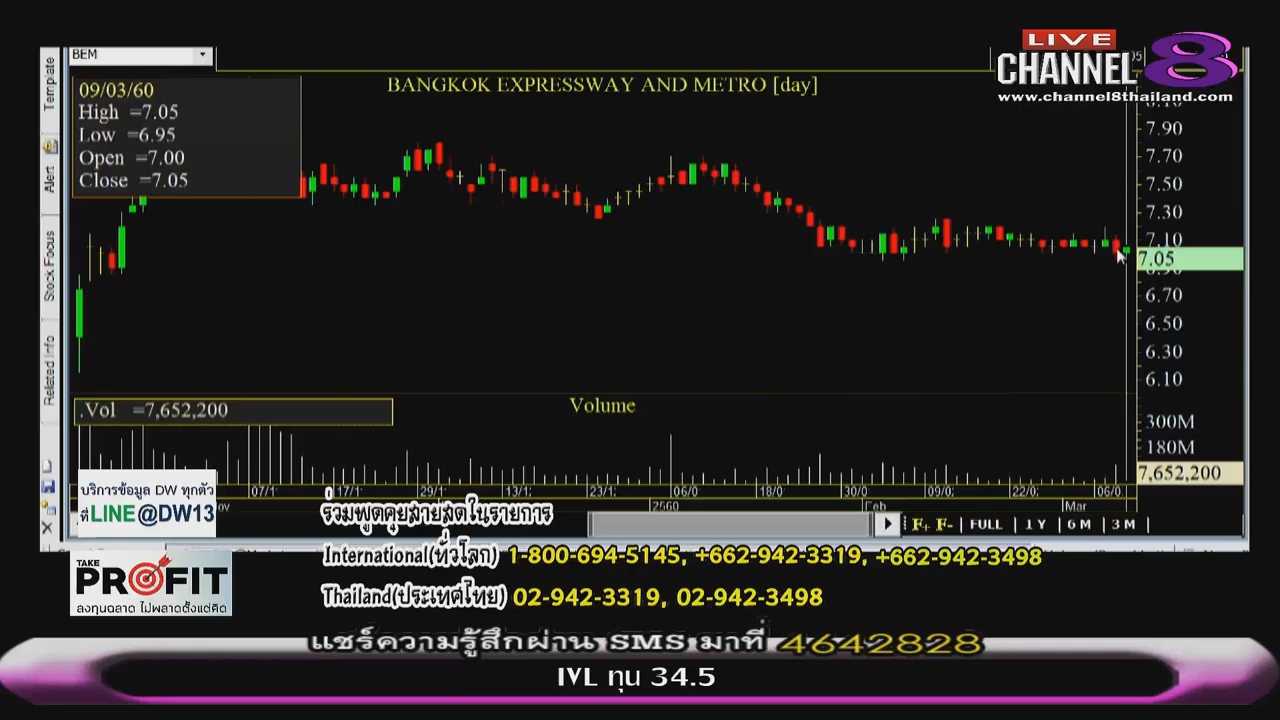 BEM
LIVE
CHANNEL 8
www.channel8thailand.com
Template
Alert
Stock Focus
Related Info
09/03/60
High =7.05
Low =6.95
Open =7.00
Close =7.05
BANGKOK EXPRESSWAY AND METRO [day]
7.90
7.70
7.50
7.30
7.10
7.05
6.70
6.50
6.30
6.10
.Vol =7,652,200
Volume
300M
180M
7,652,200
07/1
17/1
29/1
13/1
23/1
06/0
18/0
30/0
09/0
22/0
06/0
2560
Feb
Mar
F+ F- FULL 1 Y 6 M 3 M
บริการข้อมูล DW ทุกตัว
ที่ LINE@DW13
ร่วมพูดคุยสายสดในรายการ
International(ทั่วโลก) 1-800-694-5145, +662-942-3319, +662-942-3498
Thailand(ประเทศไทย) 02-942-3319, 02-942-3498
TAKE
PROFIT
ลงทุนฉลาด ไม่พลาดตั้งแต่คิด
แชร์ความรู้สึกผ่าน SMS มาที่ 4642828
IVL ทุน 34.5